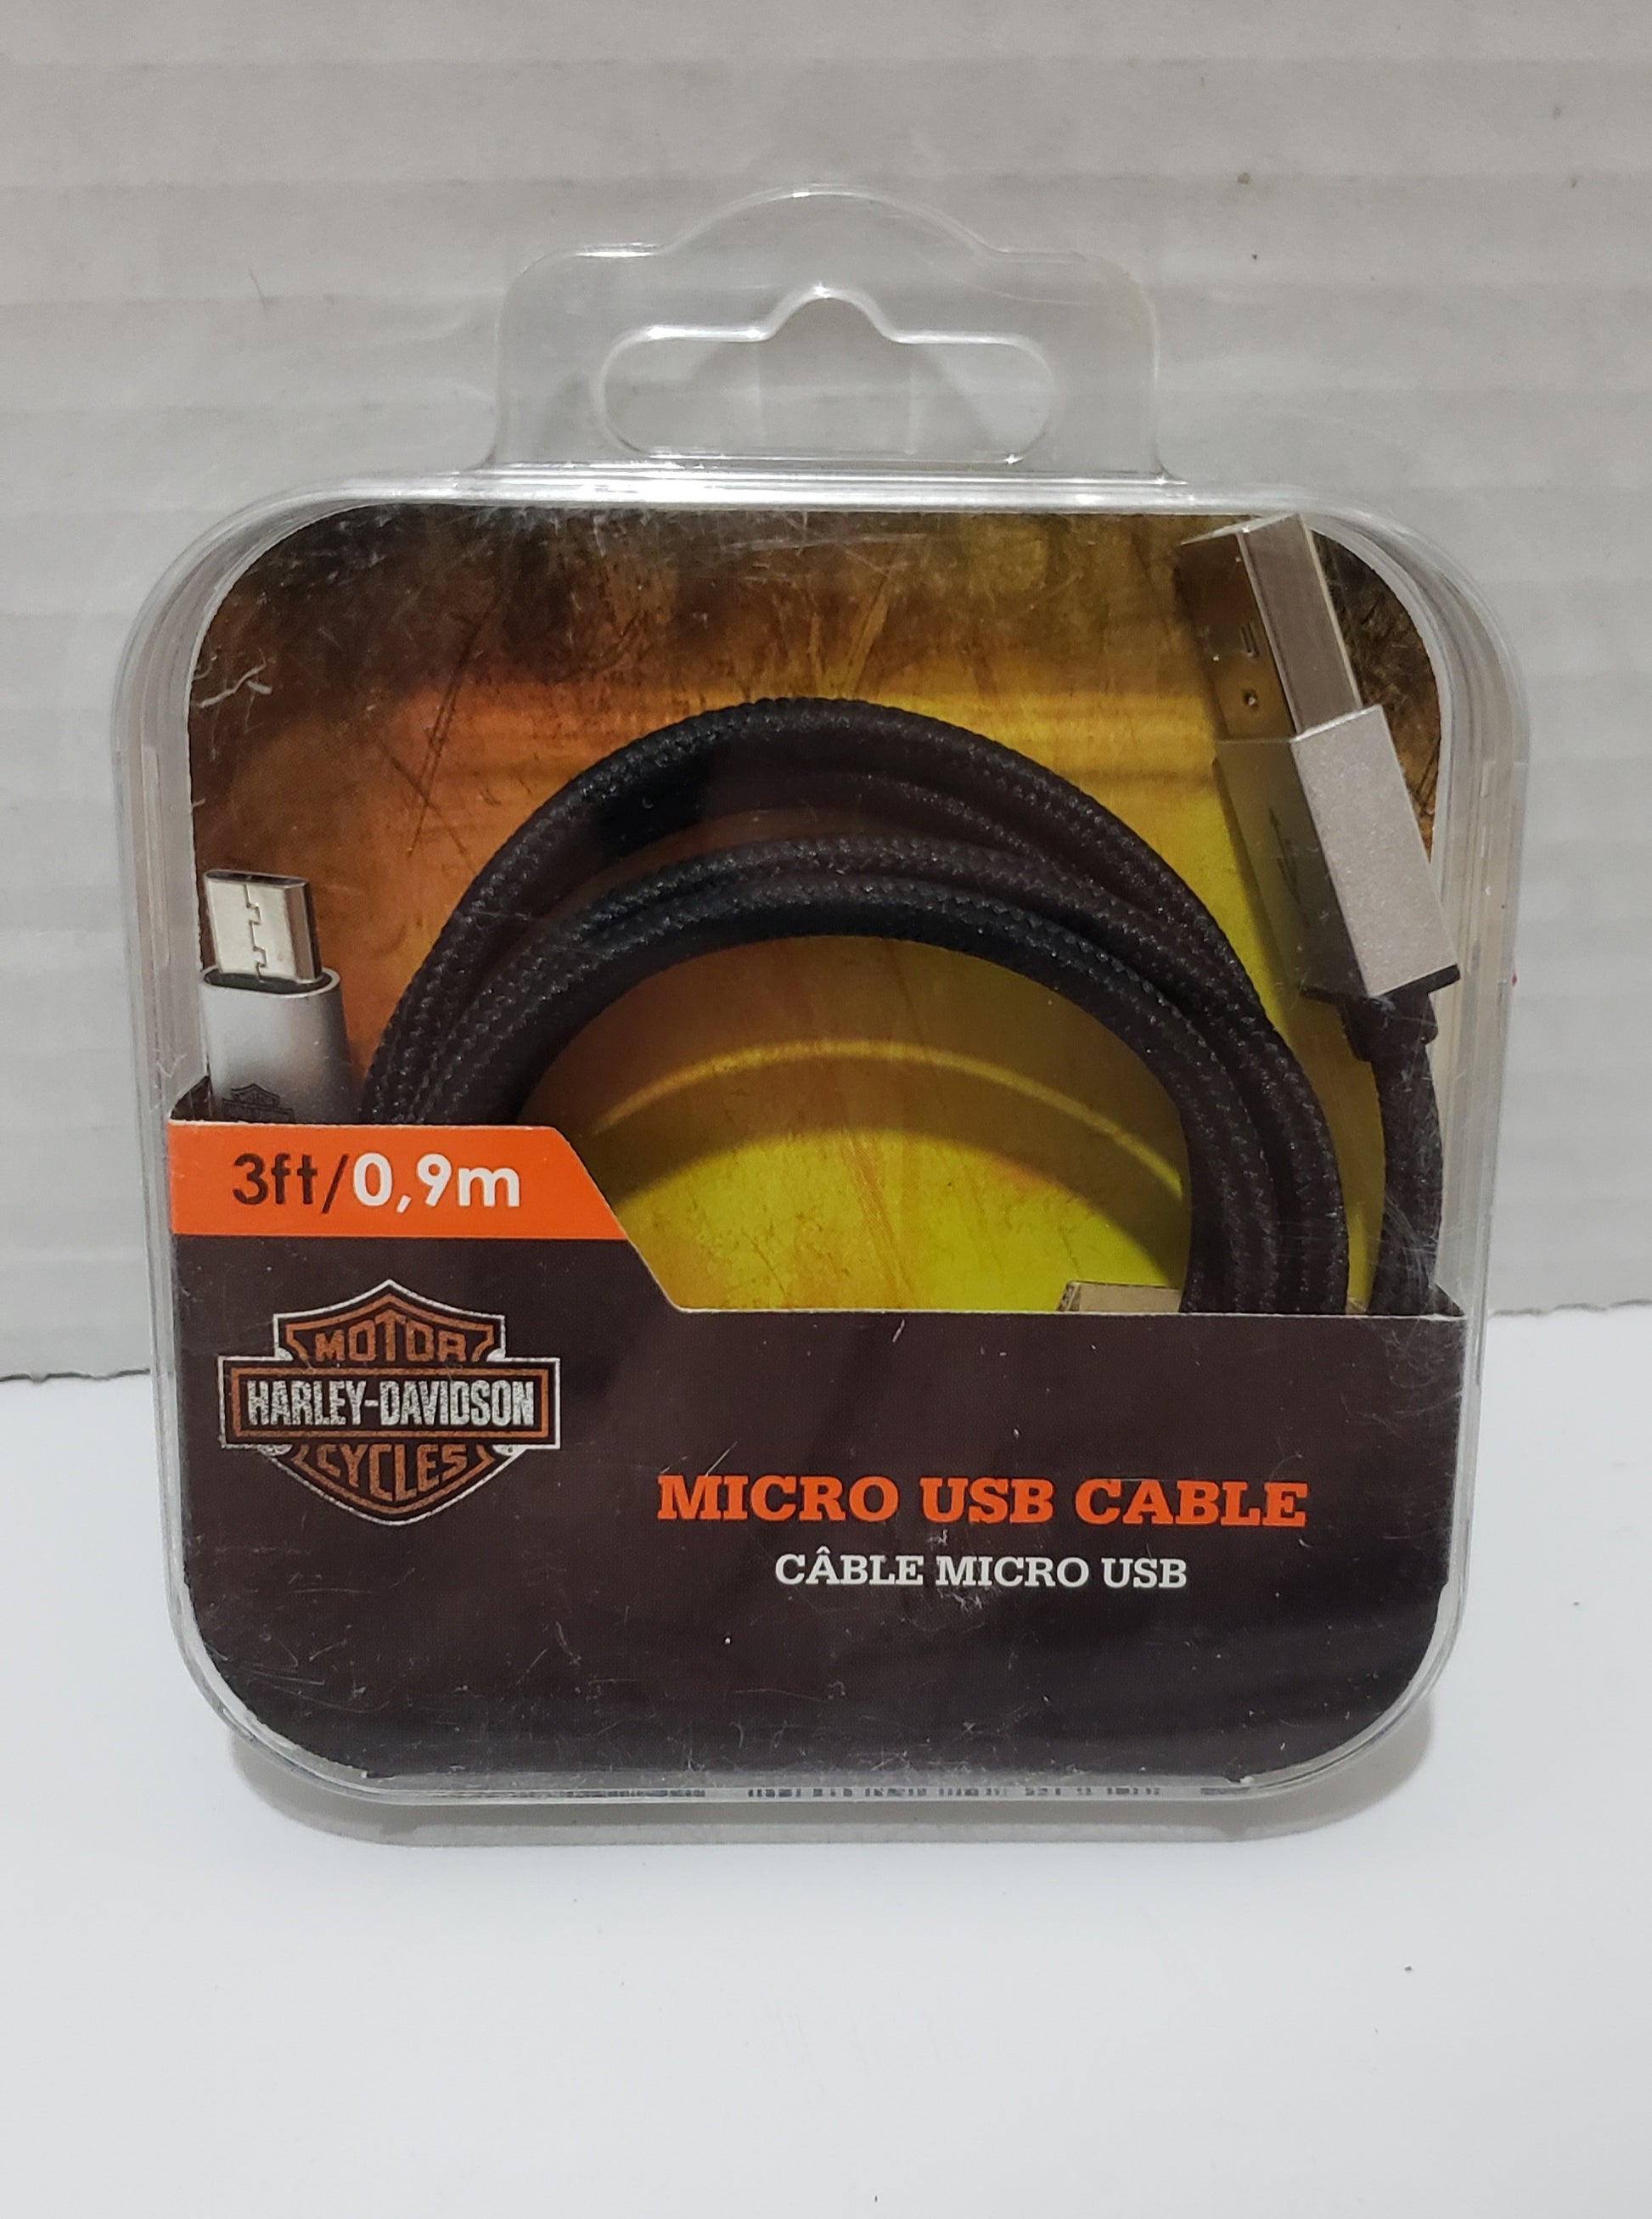 3ft/0,9m
MOTOR
HARLEY-DAVIDSON
CYCLES
MICRO USB CABLE
CÂBLE MICRO USB